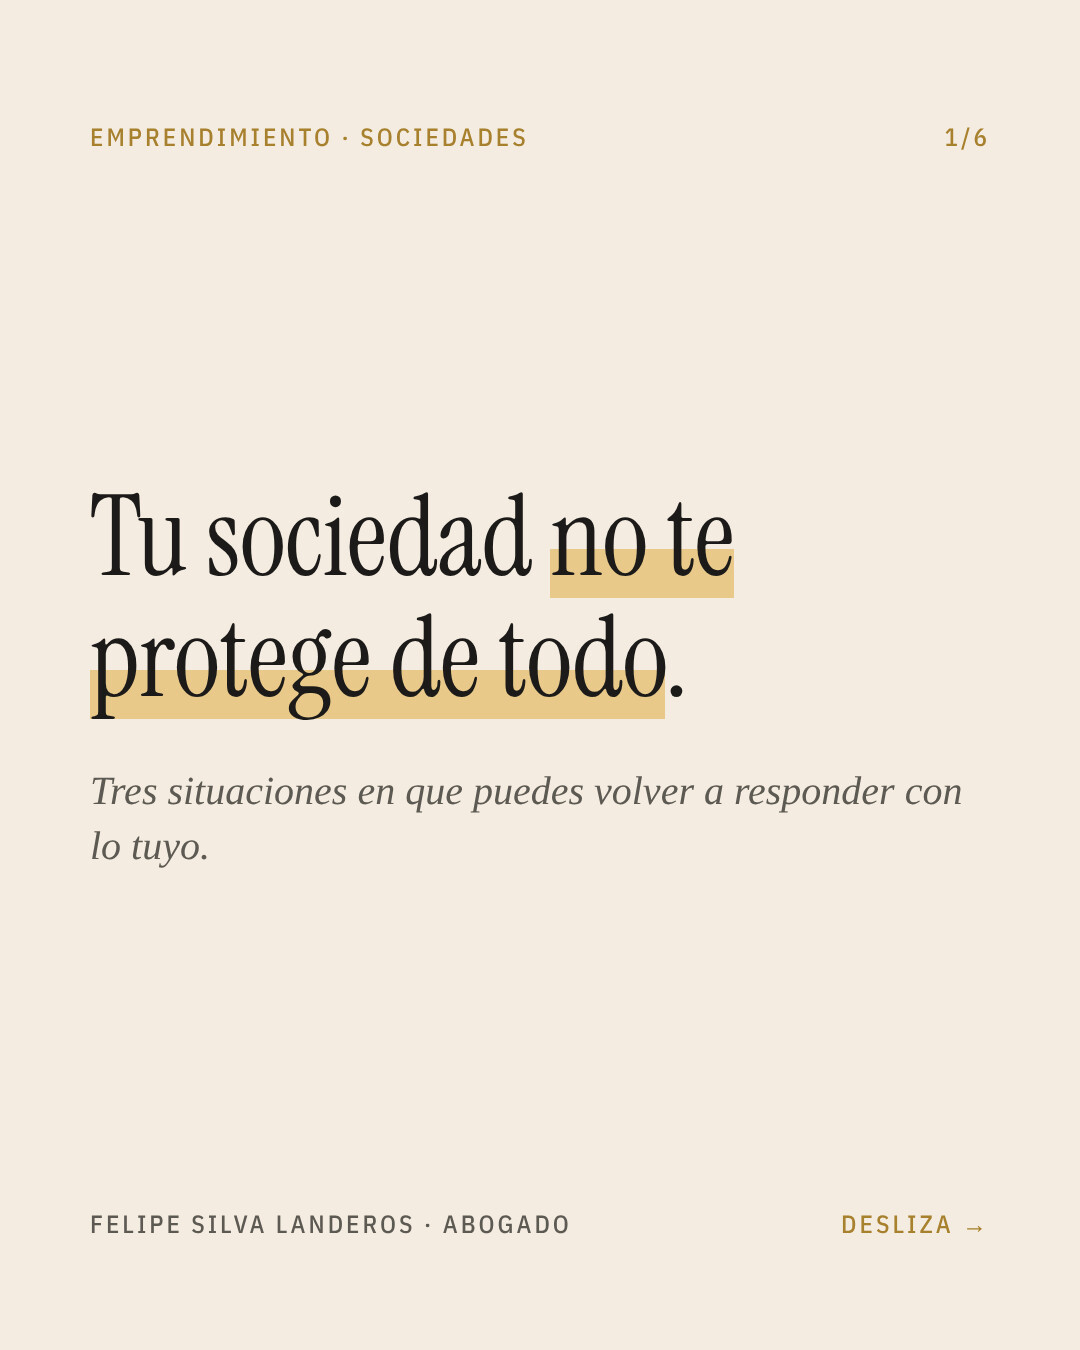 EMPRENDIMIENTO · SOCIEDADES
1/6
Tu sociedad no te
protege de todo.
Tres situaciones en que puedes volver a responder con
lo tuyo.
FELIPE SILVA LANDEROS · ABOGADO
DESLIZA →